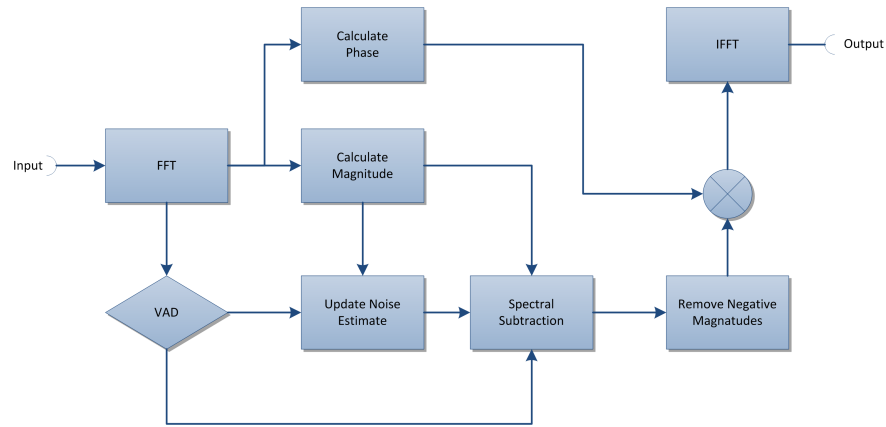 Calculate
Phase
IFFT
Output
Input
FFT
Calculate
Magnitude
VAD
Update Noise
Estimate
Spectral
Subtraction
Remove Negative
Magnatudes